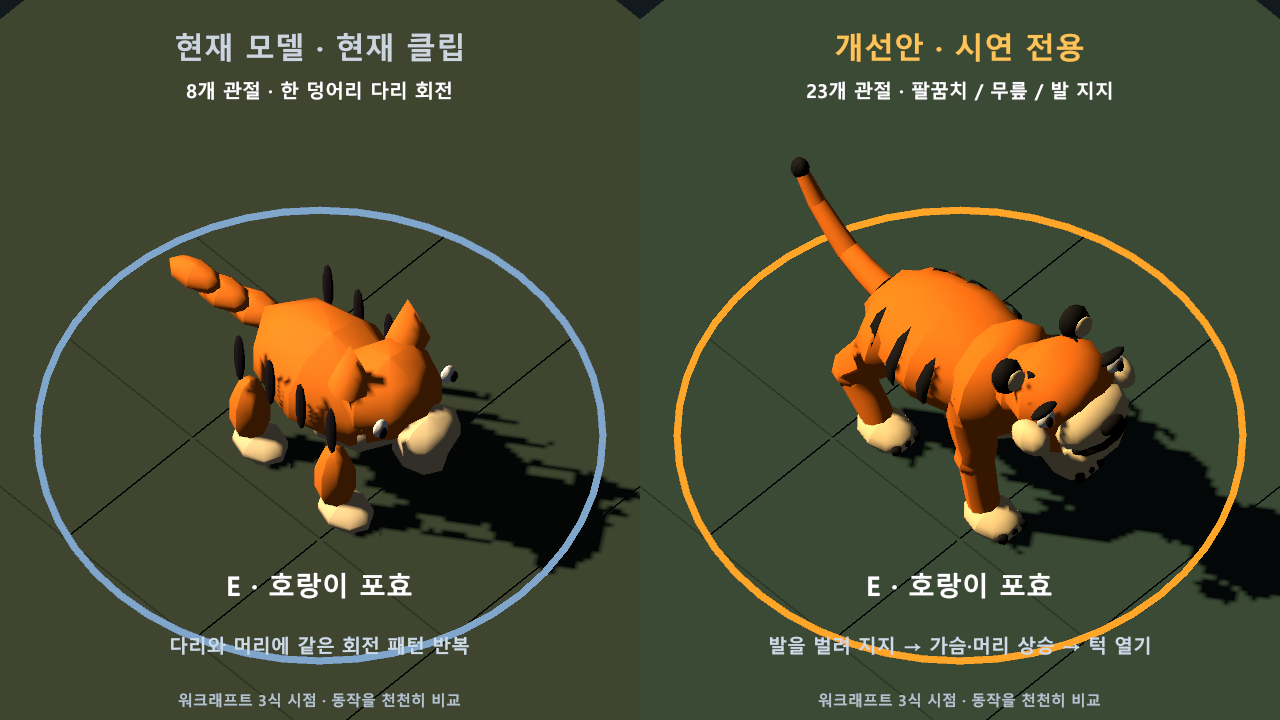 현재 모델 · 현재 클립
8개 관절 · 한 덩어리 다리 회전
E · 호랑이 포효
다리와 머리에 같은 회전 패턴 반복
워크래프트 3식 시점 · 동작을 천천히 비교
개선안 · 시연 전용
23개 관절 · 팔꿈치 / 무릎 / 발 지지
E · 호랑이 포효
발을 벌려 지지 → 가슴·머리 상승 → 턱 열기
워크래프트 3식 시점 · 동작을 천천히 비교